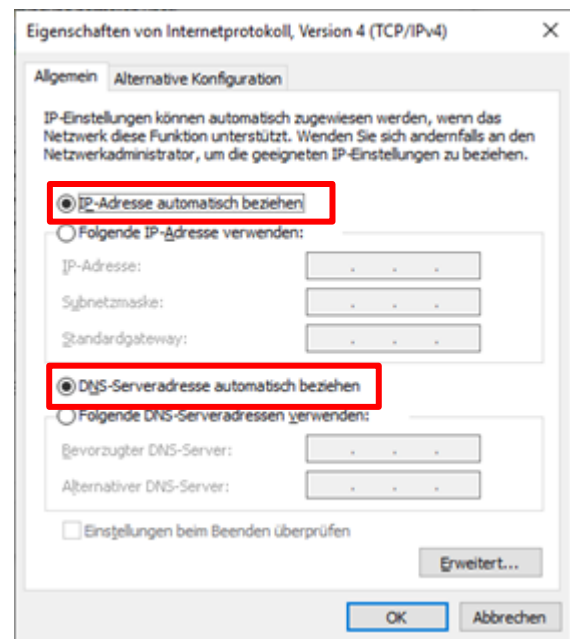 Eigenschaften von Internetprotokoll, Version 4 (TCP/IPv4)
Allgemein
Alternative Konfiguration
IP-Einstellungen können automatisch zugewiesen werden, wenn das
Netzwerk diese Funktion unterstützt. Wenden Sie sich andernfalls an den
Netzwerkadministrator, um die geeigneten IP-Einstellungen zu beziehen.
IP-Adresse automatisch beziehen
Folgende IP-Adresse verwenden:
IP-Adresse:
Subnetzmaske:
Standardgateway:
DNS-Serveradresse automatisch beziehen
Folgende DNS-Serveradressen verwenden:
Bevorzugter DNS-Server:
Alternativer DNS-Server:
Einstellungen beim Beenden überprüfen
Erweitert...
OK
Abbrechen